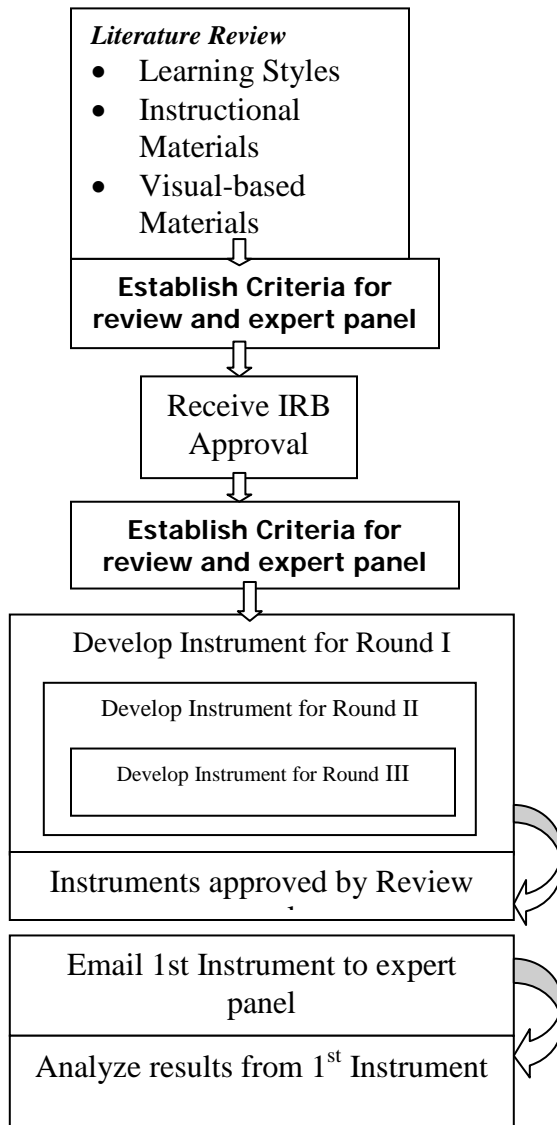 Literature Review
• Learning Styles
• Instructional
Materials
• Visual-based
Materials
Establish Criteria for
review and expert panel
Receive IRB
Approval
Establish Criteria for
review and expert panel
Develop Instrument for Round I
Develop Instrument for Round II
Develop Instrument for Round III
Instruments approved by Review
Email 1st Instrument to expert
panel
Analyze results from 1st Instrument